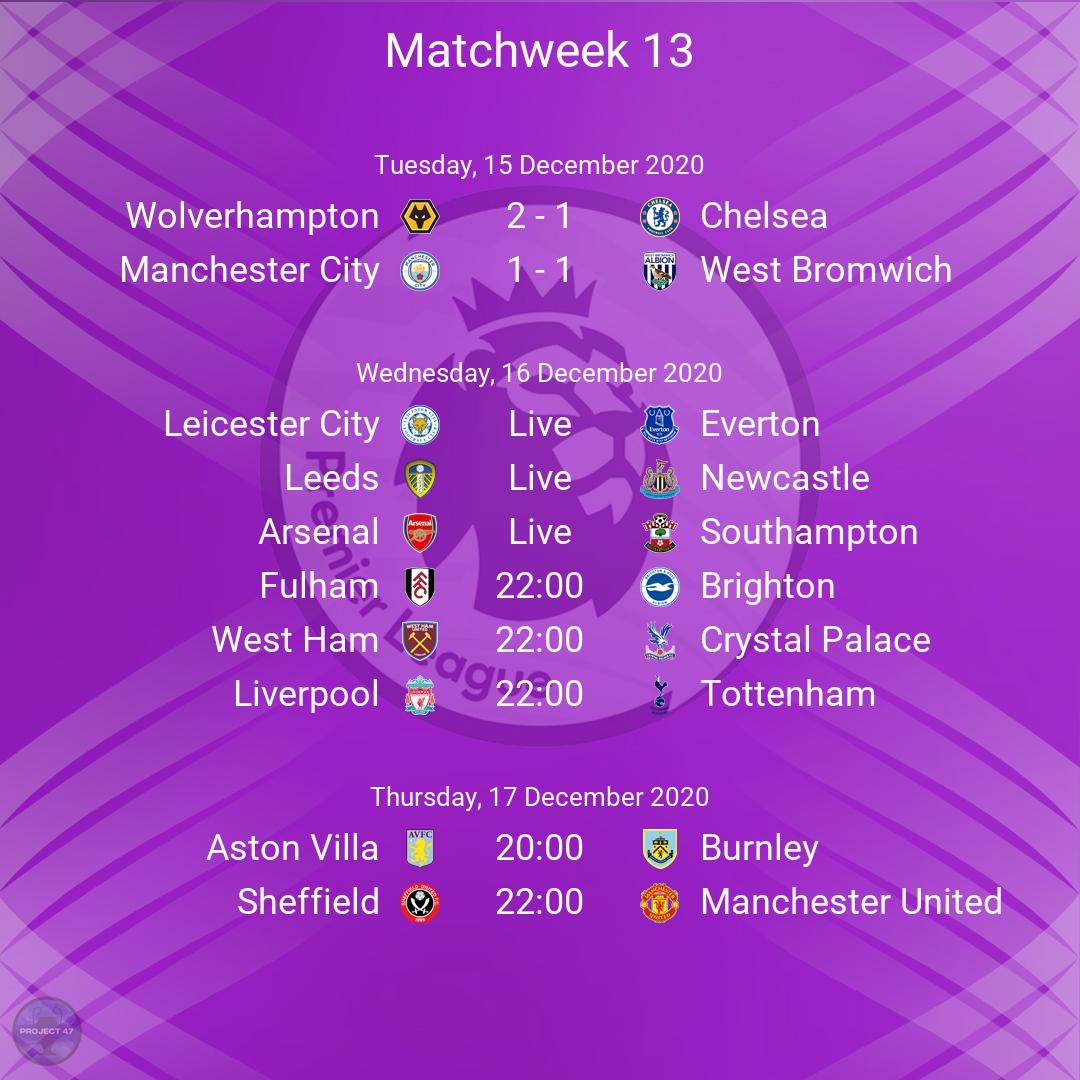 Matchweek 13
Tuesday, 15 December 2020
Wolverhampton 2 - 1 Chelsea
Manchester City 1 - 1 West Bromwich
Wednesday, 16 December 2020
Leicester City Live Everton
Leeds Live Newcastle
Arsenal Live Southampton
Fulham 22:00 Brighton
West Ham 22:00 Crystal Palace
Liverpool 22:00 Tottenham
Premier League
Thursday, 17 December 2020
Aston Villa 20:00 Burnley
Sheffield 22:00 Manchester United
PROJECT 47